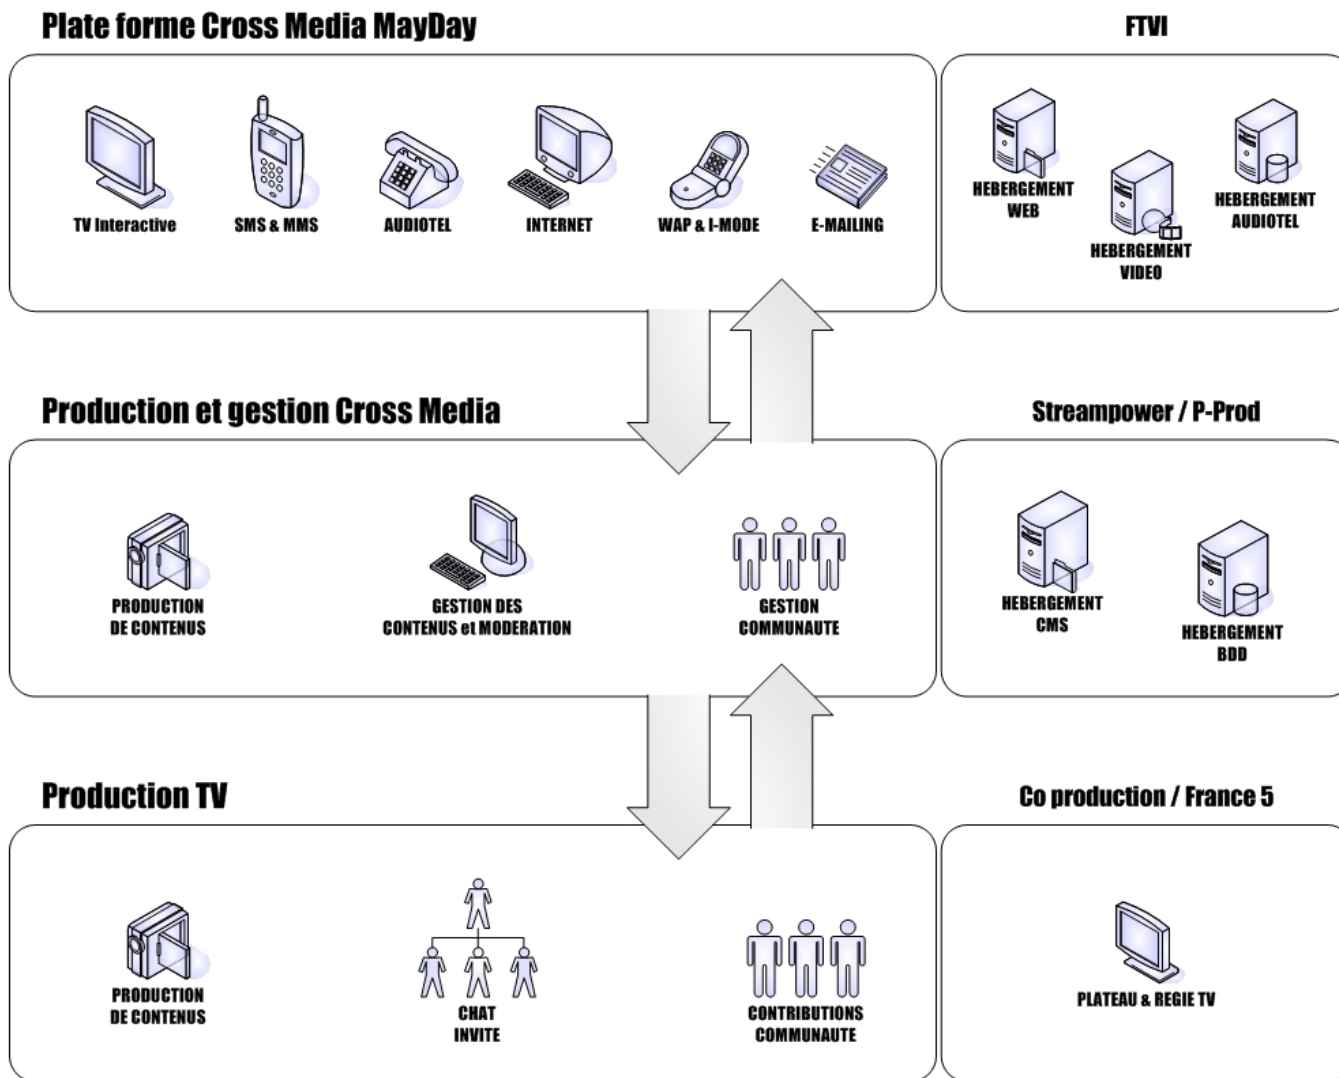 Plate forme Cross Media MayDay
FTVI
TV Interactive
SMS & MMS
AUDIOTEL
INTERNET
WAP & I-MODE
E-MAILING
HEBERGEMENT
WEB
HEBERGEMENT
VIDEO
HEBERGEMENT
AUDIOTEL
Production et gestion Cross Media
Streampower / P-Prod
PRODUCTION
DE CONTENUS
GESTION DES
CONTENUS et MODERATION
GESTION
COMMUNAUTE
HEBERGEMENT
CMS
HEBERGEMENT
BDD
Production TV
Co production / France 5
PRODUCTION
DE CONTENUS
CHAT
INVITE
CONTRIBUTIONS
COMMUNAUTE
PLATEAU & REGIE TV